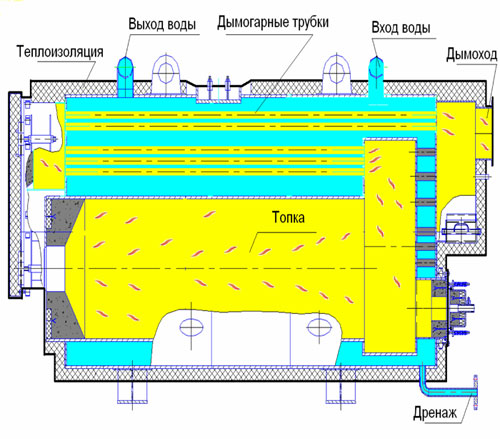 Выход воды
Дымогарные трубки
Вход воды
Теплоизоляция
Дымоход
Топка
Дренаж